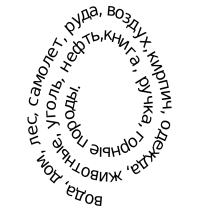 вода, дом, лес, самолет, руда, воздух, кирпич, одежда, животные, уголь, нефть, книга, ручка, горные породы.